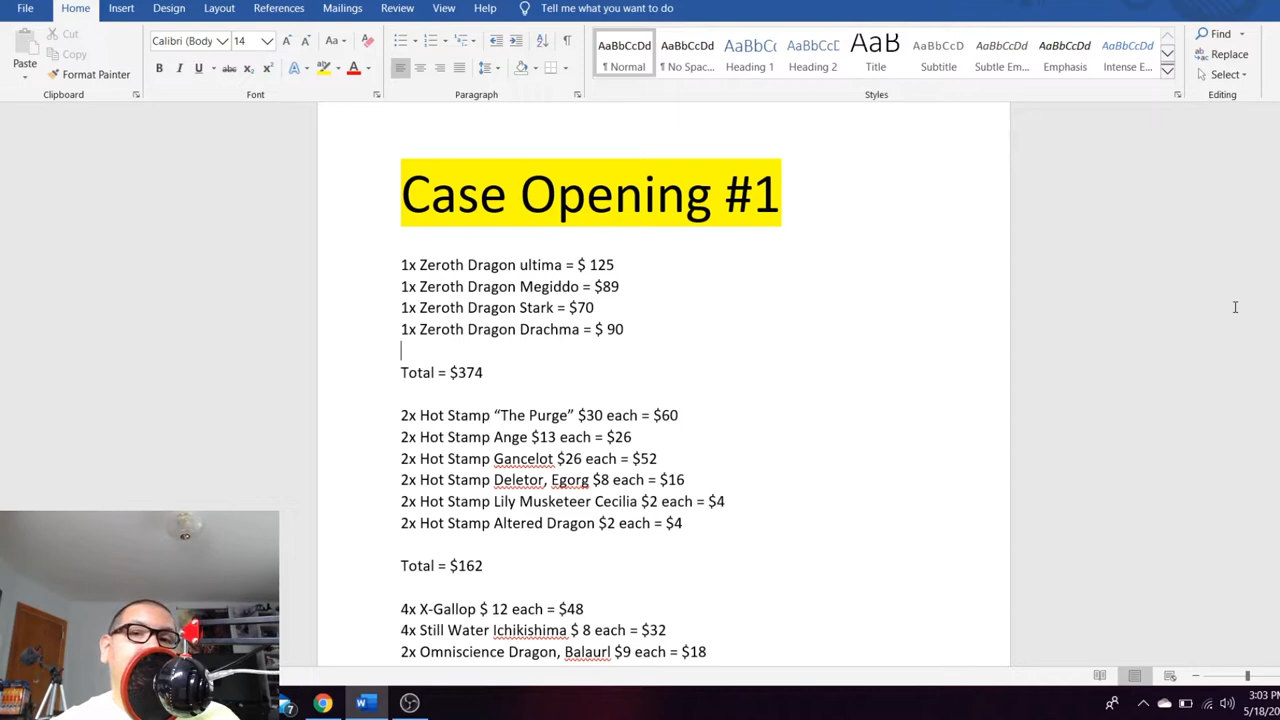 File Home Insert Design Layout References Mailings Review View Help Tell me what you want to do
Cut
Copy
Paste
Format Painter
Clipboard
Calibri (Body 14
Font
Paragraph
AaBbCcDd AaBbCcDd AaBbCc AaBbCcDd AaB AaBbCcDd AaBbCcDd AaBbCcDd AaBbCcDd
¶ Normal ¶ No Spac... Heading 1 Heading 2 Title Subtitle Subtle Em... Emphasis Intense E...
Styles
Find
Replace
Select
Editing
Case Opening #1
1x Zeroth Dragon ultima = $ 125
1x Zeroth Dragon Megiddo = $89
1x Zeroth Dragon Stark = $70
1x Zeroth Dragon Drachma = $ 90
Total = $374
2x Hot Stamp “The Purge” $30 each = $60
2x Hot Stamp Ange $13 each = $26
2x Hot Stamp Gancelot $26 each = $52
2x Hot Stamp Deletor, Egorg $8 each = $16
2x Hot Stamp Lily Musketeer Cecilia $2 each = $4
2x Hot Stamp Altered Dragon $2 each = $4
Total = $162
4x X-Gallop $ 12 each = $48
4x Still Water Ichikishima $ 8 each = $32
2x Omniscience Dragon, Balaurl $9 each = $18
3:03 PM